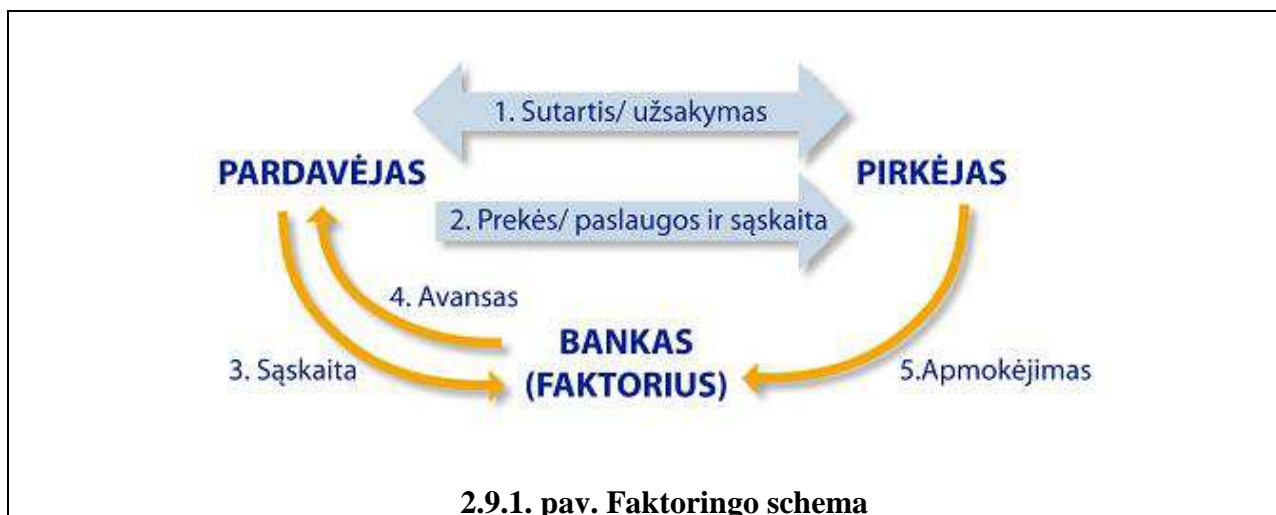 1. Sutartis/ užsakymas
PARDAVĖJAS
PIRKĖJAS
2. Prekės/ paslaugos ir sąskaita
4. Avansas
3. Sąskaita
BANKAS
(FAKTORIUS)
5.Apmokėjimas
2.9.1. pav. Faktoringo schema